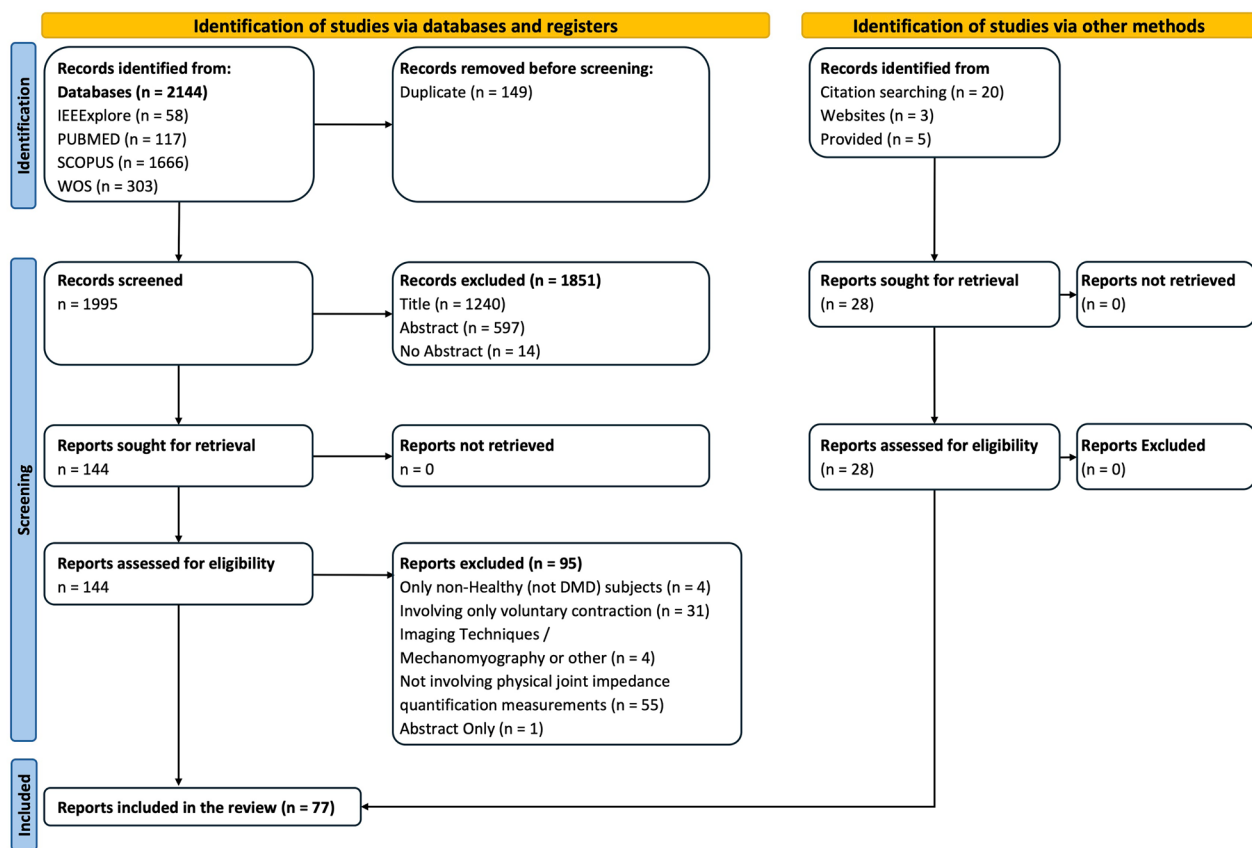 Identification of studies via databases and registers
Identification of studies via other methods
Identification
Records identified from:
Databases (n = 2144)
IEEExplore (n = 58)
PUBMED (n = 117)
SCOPUS (n = 1666)
WOS (n = 303)
Records removed before screening:
Duplicate (n = 149)
Records identified from
Citation searching (n = 20)
Websites (n = 3)
Provided (n = 5)
Screening
Records screened
n = 1995
Records excluded (n = 1851)
Title (n = 1240)
Abstract (n = 597)
No Abstract (n = 14)
Reports sought for retrieval
(n = 28)
Reports not retrieved
(n = 0)
Reports sought for retrieval
n = 144
Reports not retrieved
n = 0
Reports assessed for eligibility
(n = 28)
Reports Excluded
(n = 0)
Reports assessed for eligibility
n = 144
Reports excluded (n = 95)
Only non-Healthy (not DMD) subjects (n = 4)
Involving only voluntary contraction (n = 31)
Imaging Techniques /
Mechanomyography or other (n = 4)
Not involving physical joint impedance
quantification measurements (n = 55)
Abstract Only (n = 1)
Included
Reports included in the review (n = 77)